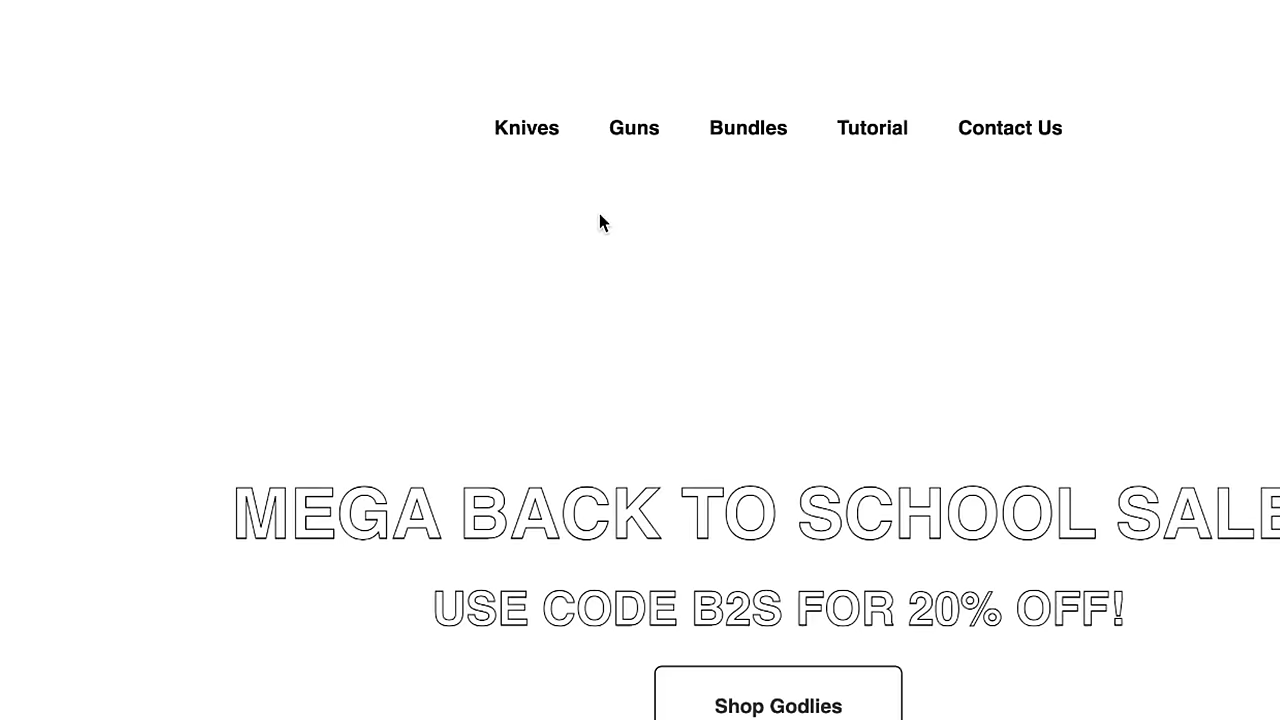 Knives Guns Bundles Tutorial Contact Us
MEGA BACK TO SCHOOL SALE
USE CODE B2S FOR 20% OFF!
Shop Godlies